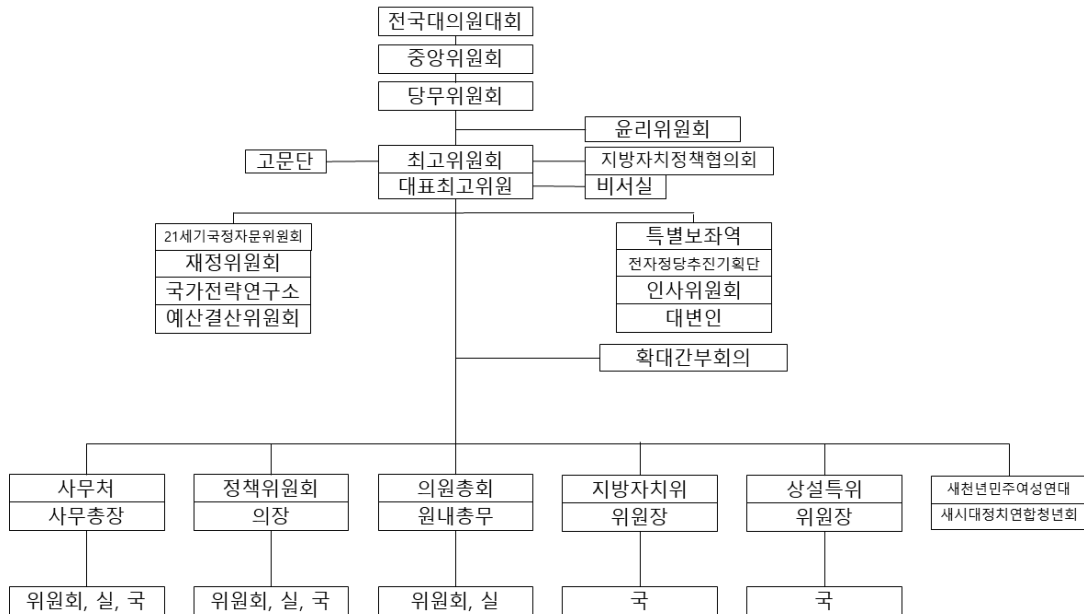 전국대의원대회
중앙위원회
당무위원회
윤리위원회
고문단
최고위원회
지방자치정책협의회
대표최고위원
비서실
21세기국정자문위원회
재정위원회
국가전략연구소
예산결산위원회
특별보좌역
전자정당추진기획단
인사위원회
대변인
확대간부회의
사무처
사무총장
정책위원회
의장
의원총회
원내총무
지방자치위
위원장
상설특위
위원장
새천년민주여성연대
새시대정치연합청년회
위원회, 실, 국
위원회, 실, 국
위원회, 실
국
국